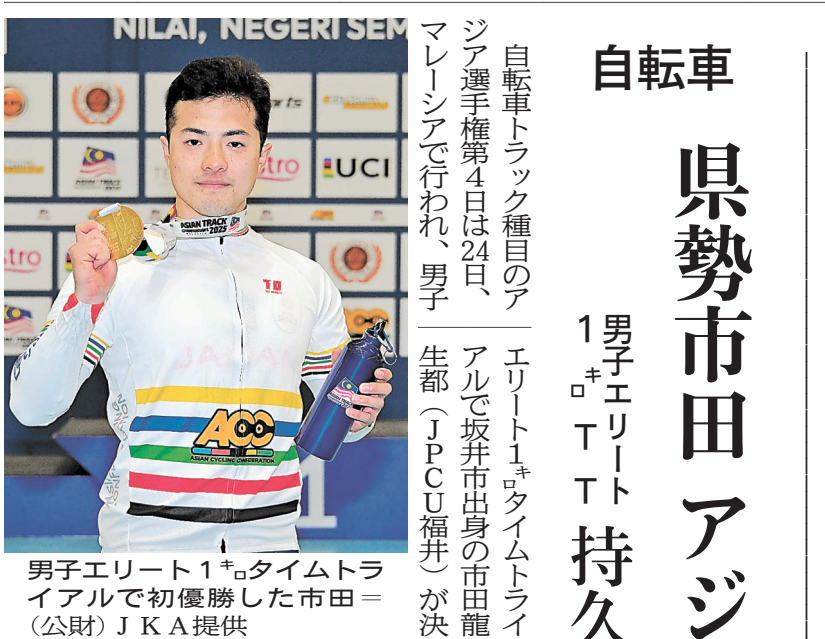 自転車
県勢市田 アジ
男子エリート
1㌔TT
持久
自転車トラック種目のア
ジア選手権第4日は24日、
マレーシアで行われ、男子
エリート1㌔タイムトライ
アルで坂井市出身の市田龍
生都(JPCU福井)が決
NILAI, NEGERI SEM
UCI
ASIAN TRACK
CHAMPIONSHIPS 2025
JAPAN
ACC
ASIAN CYCLING CONFEDERATION
1
男子エリート1㌔タイムトラ
イアルで初優勝した市田=
(公財)JKA提供